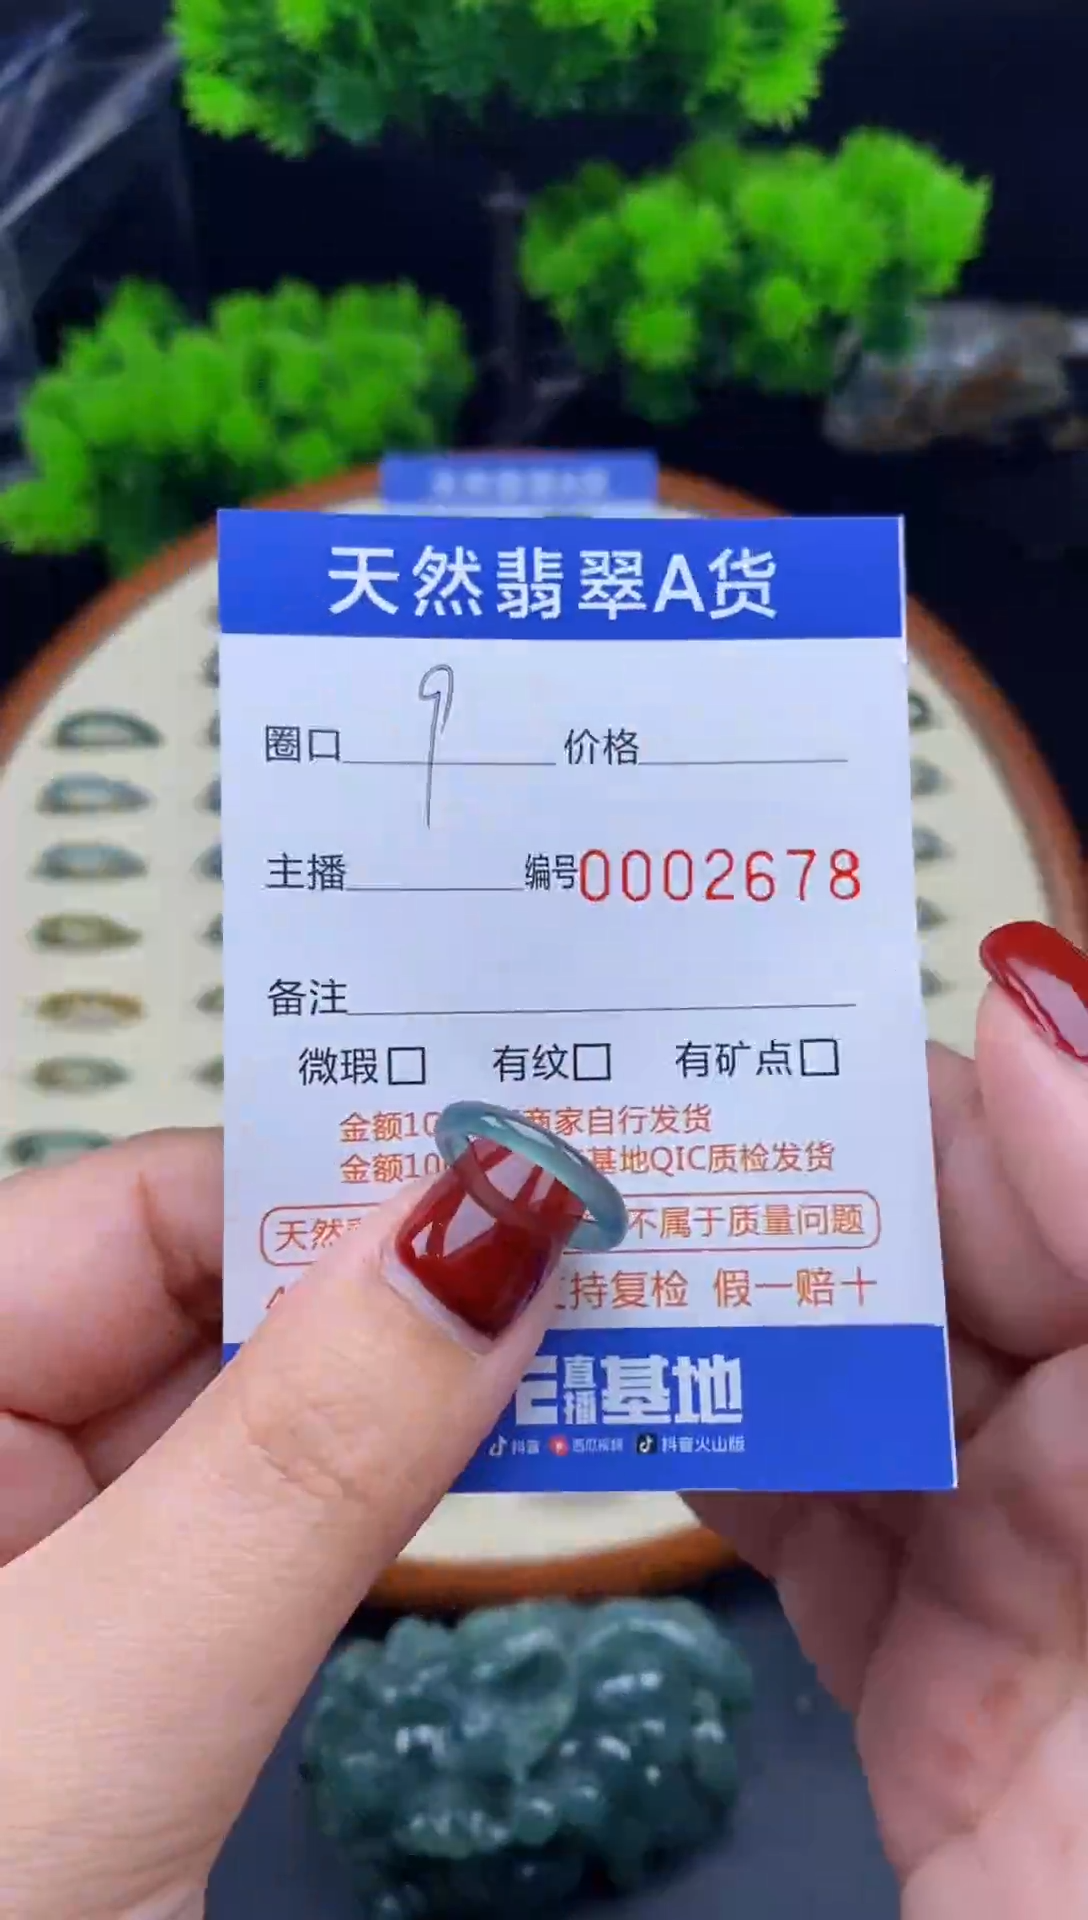 天然翡翠A货
圈口 9 价格
主播 编号0002678
备注
微瑕□ 有纹□ 有矿点□
金额10 商家自行发货
金额10 基地QIC质检发货
天然 不属于质量问题
持复检 假一赔十
直播基地
抖音 西瓜视频 抖音火山版